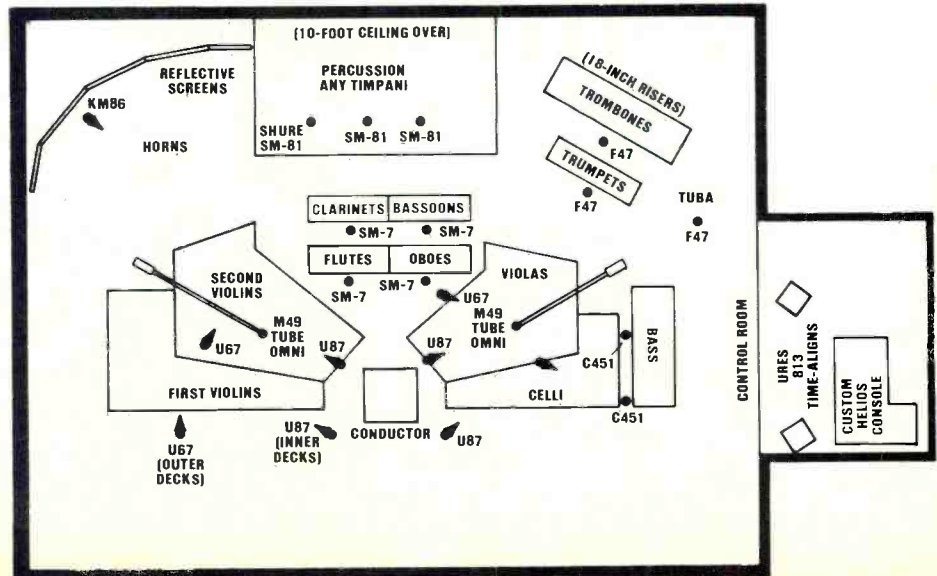 (10-FOOT CEILING OVER)
PERCUSSION
ANY TIMPANI
SHURE
SM-81
SM-81
SM-81
REFLECTIVE
SCREENS
KM86
HORNS
(18-INCH RISERS)
TROMBONES
F47
TRUMPETS
F47
TUBA
F47
CLARINETS
BASSOONS
SM-7
SM-7
FLUTES
OBOES
SM-7
SM-7
SECOND
VIOLINS
M49
TUBE
OMNI
U67
U87
FIRST VIOLINS
U67
(OUTER
DECKS)
U87
(INNER
DECKS)
CONDUCTOR
U87
VIOLAS
U67
M49
TUBE
OMNI
U87
CELLI
C451
BASS
C451
CONTROL ROOM
URES
813
TIME-ALIGNS
CUSTOM
HELIOS
CONSOLE